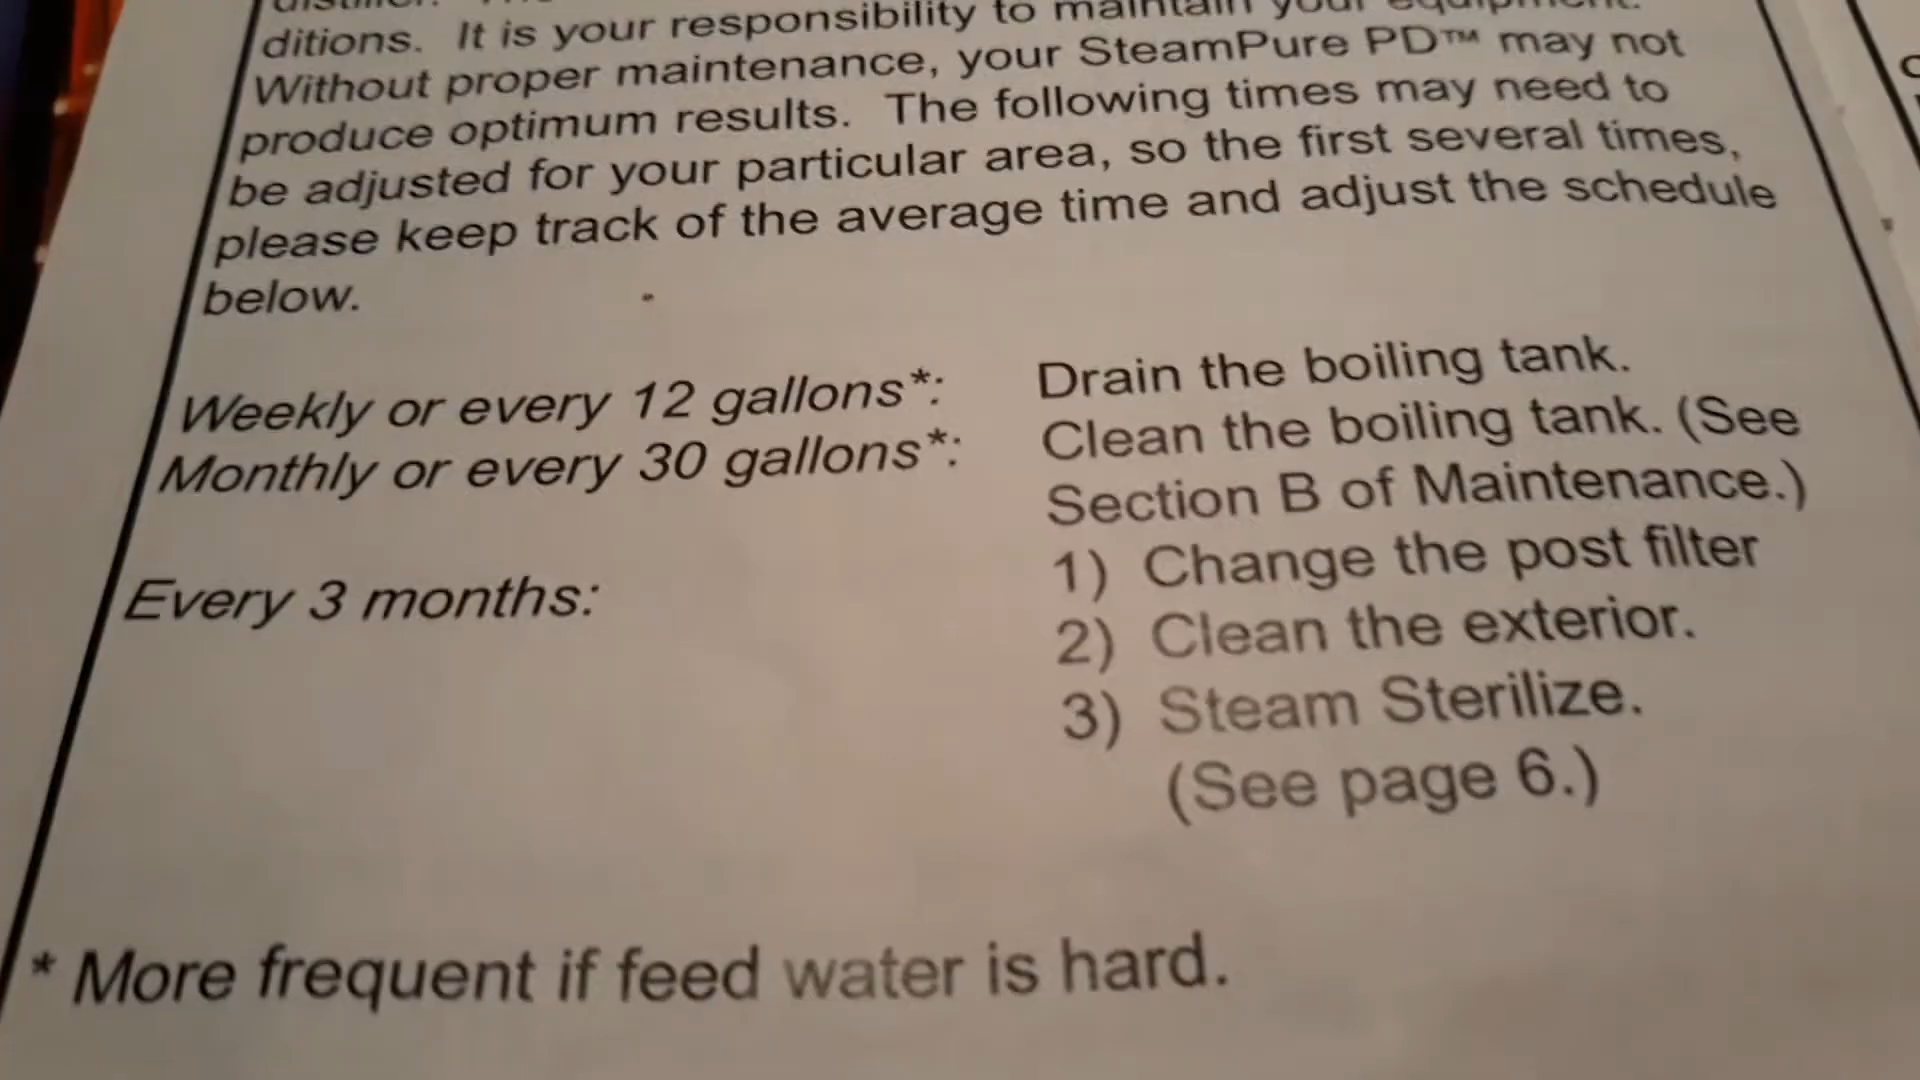 ditions. It is your responsibility to maintain your equipment.
Without proper maintenance, your SteamPure PD™ may not
produce optimum results. The following times may need to
be adjusted for your particular area, so the first several times,
please keep track of the average time and adjust the schedule
below.
Weekly or every 12 gallons*: Drain the boiling tank.
Monthly or every 30 gallons*: Clean the boiling tank. (See
Section B of Maintenance.)
Every 3 months: 1) Change the post filter
2) Clean the exterior.
3) Steam Sterilize.
(See page 6.)
* More frequent if feed water is hard.